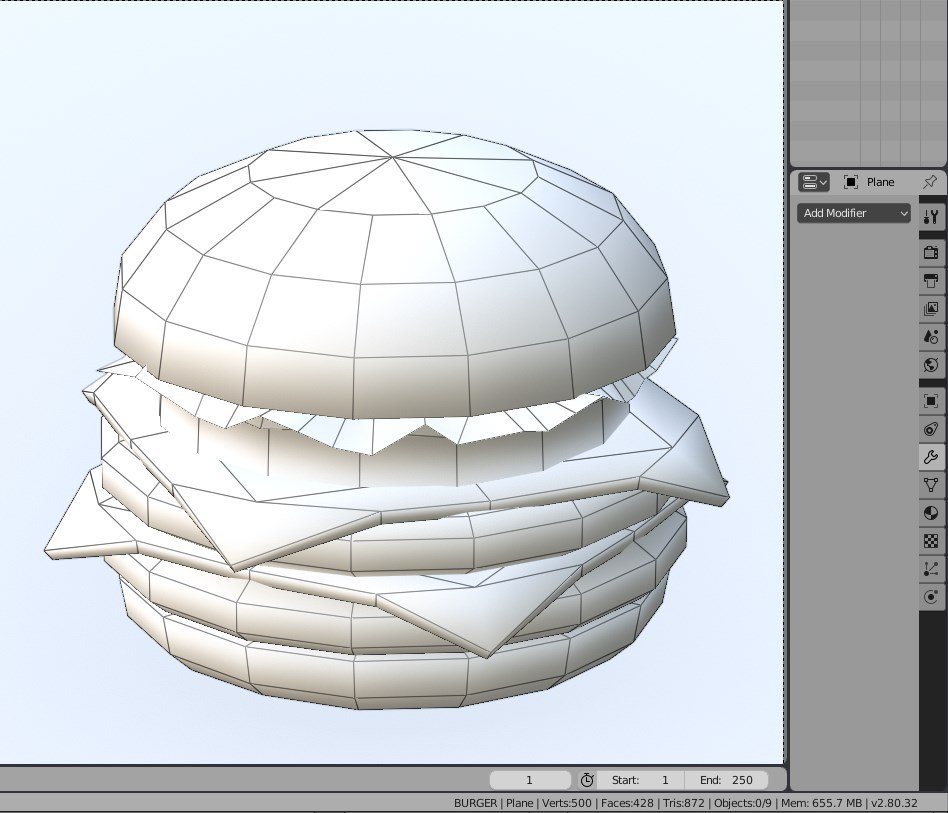 Plane
Add Modifier
1
Start: 1
End: 250
BURGER | Plane | Verts:500 | Faces:428 | Tris:872 | Objects:0/9 | Mem: 655.7 MB | v2.80.32